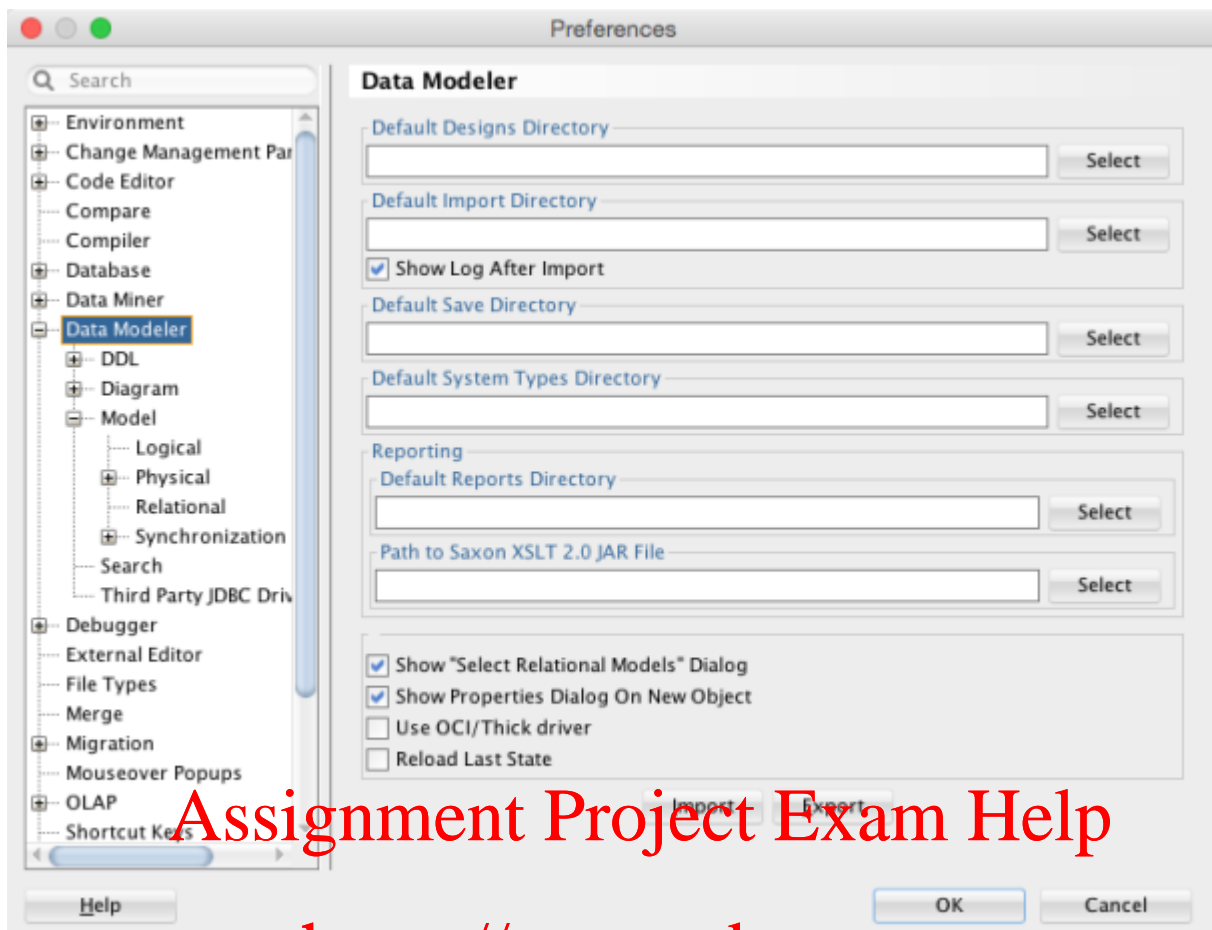 Preferences
Search
Environment
Change Management Par
Code Editor
Compare
Compiler
Database
Data Miner
Data Modeler
DDL
Diagram
Model
Logical
Physical
Relational
Synchronization
Search
Third Party JDBC Driv
Debugger
External Editor
File Types
Merge
Migration
Mouseover Popups
OLAP
Shortcut Keys
Data Modeler
Default Designs Directory
Select
Default Import Directory
Select
Show Log After Import
Default Save Directory
Select
Default System Types Directory
Select
Reporting
Default Reports Directory
Select
Path to Saxon XSLT 2.0 JAR File
Select
Show "Select Relational Models" Dialog
Show Properties Dialog On New Object
Use OCI/Thick driver
Reload Last State
Import Export
Assignment Project Exam Help
Help OK Cancel